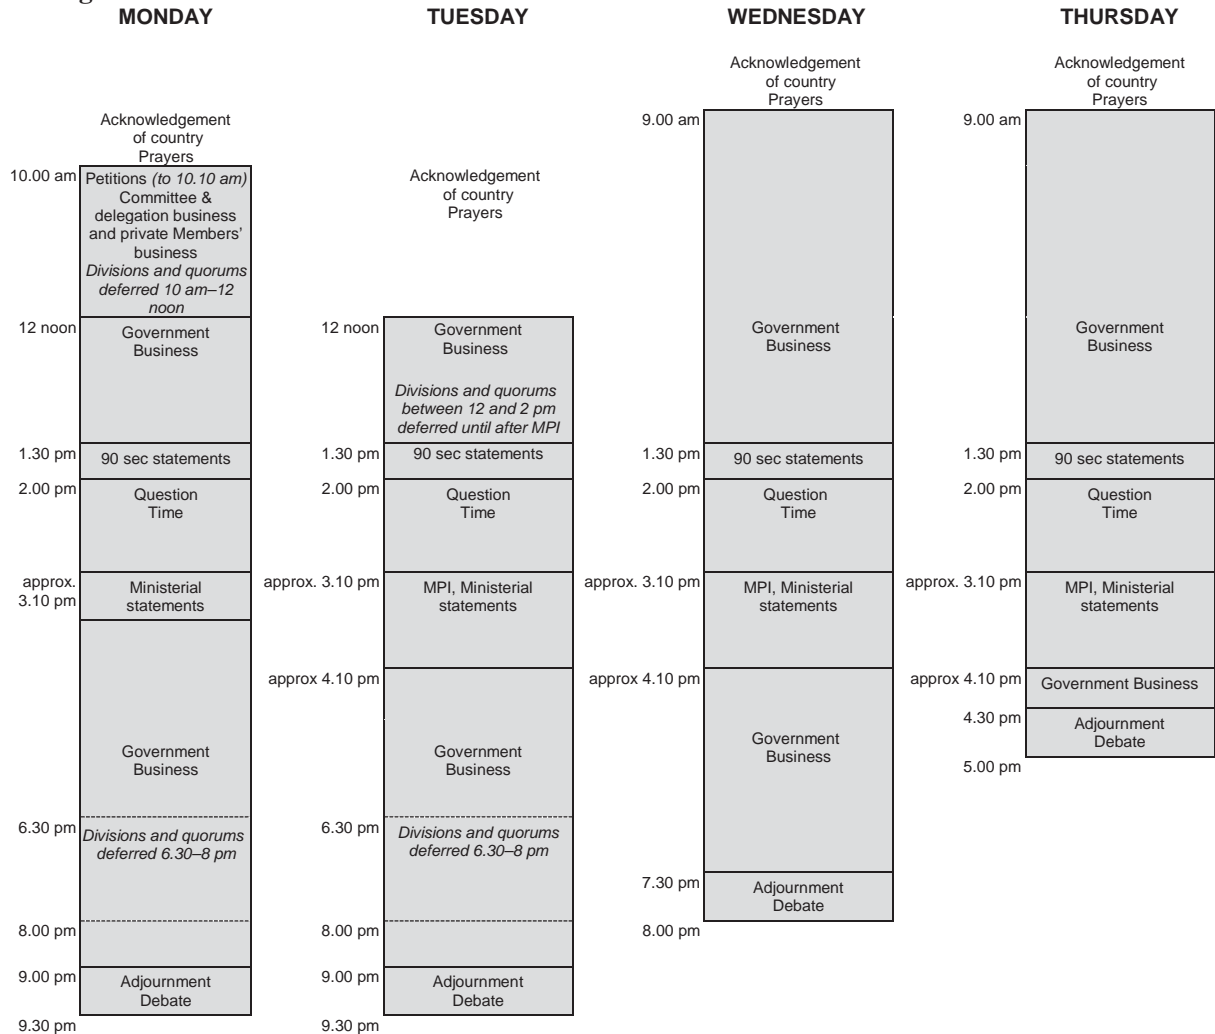 MONDAY
Acknowledgement
of country
Prayers
10.00 am
Petitions (to 10.10 am)
Committee &
delegation business
and private Members’
business
Divisions and quorums
deferred 10 am–12
noon
12 noon
Government
Business
1.30 pm
90 sec statements
2.00 pm
Question
Time
approx.
3.10 pm
Ministerial
statements
Government
Business
6.30 pm
Divisions and quorums
deferred 6.30–8 pm
8.00 pm
9.00 pm
Adjournment
Debate
9.30 pm
TUESDAY
Acknowledgement
of country
Prayers
12 noon
Government
Business
Divisions and quorums
between 12 and 2 pm
deferred until after MPI
1.30 pm
90 sec statements
2.00 pm
Question
Time
approx. 3.10 pm
MPI, Ministerial
statements
approx 4.10 pm
Government
Business
6.30 pm
Divisions and quorums
deferred 6.30–8 pm
8.00 pm
9.00 pm
Adjournment
Debate
9.30 pm
WEDNESDAY
Acknowledgement
of country
Prayers
9.00 am
Government
Business
1.30 pm
90 sec statements
2.00 pm
Question
Time
approx. 3.10 pm
MPI, Ministerial
statements
approx 4.10 pm
Government
Business
7.30 pm
Adjournment
Debate
8.00 pm
THURSDAY
Acknowledgement
of country
Prayers
9.00 am
Government
Business
1.30 pm
90 sec statements
2.00 pm
Question
Time
approx. 3.10 pm
MPI, Ministerial
statements
approx 4.10 pm
Government Business
4.30 pm
Adjournment
Debate
5.00 pm